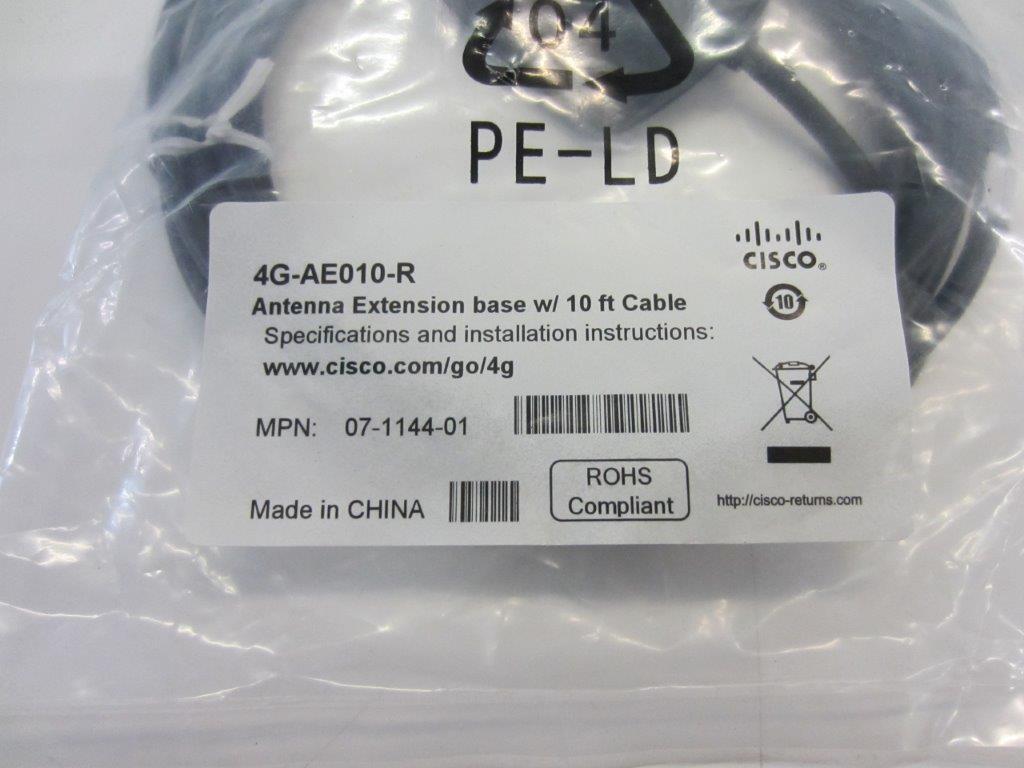 04
PE-LD
CISCO®
4G-AE010-R
Antenna Extension base w/ 10 ft Cable
10
Specifications and installation instructions:
www.cisco.com/go/4g
MPN: 07-1144-01
ROHS
Compliant
Made in CHINA
http://cisco-returns.com